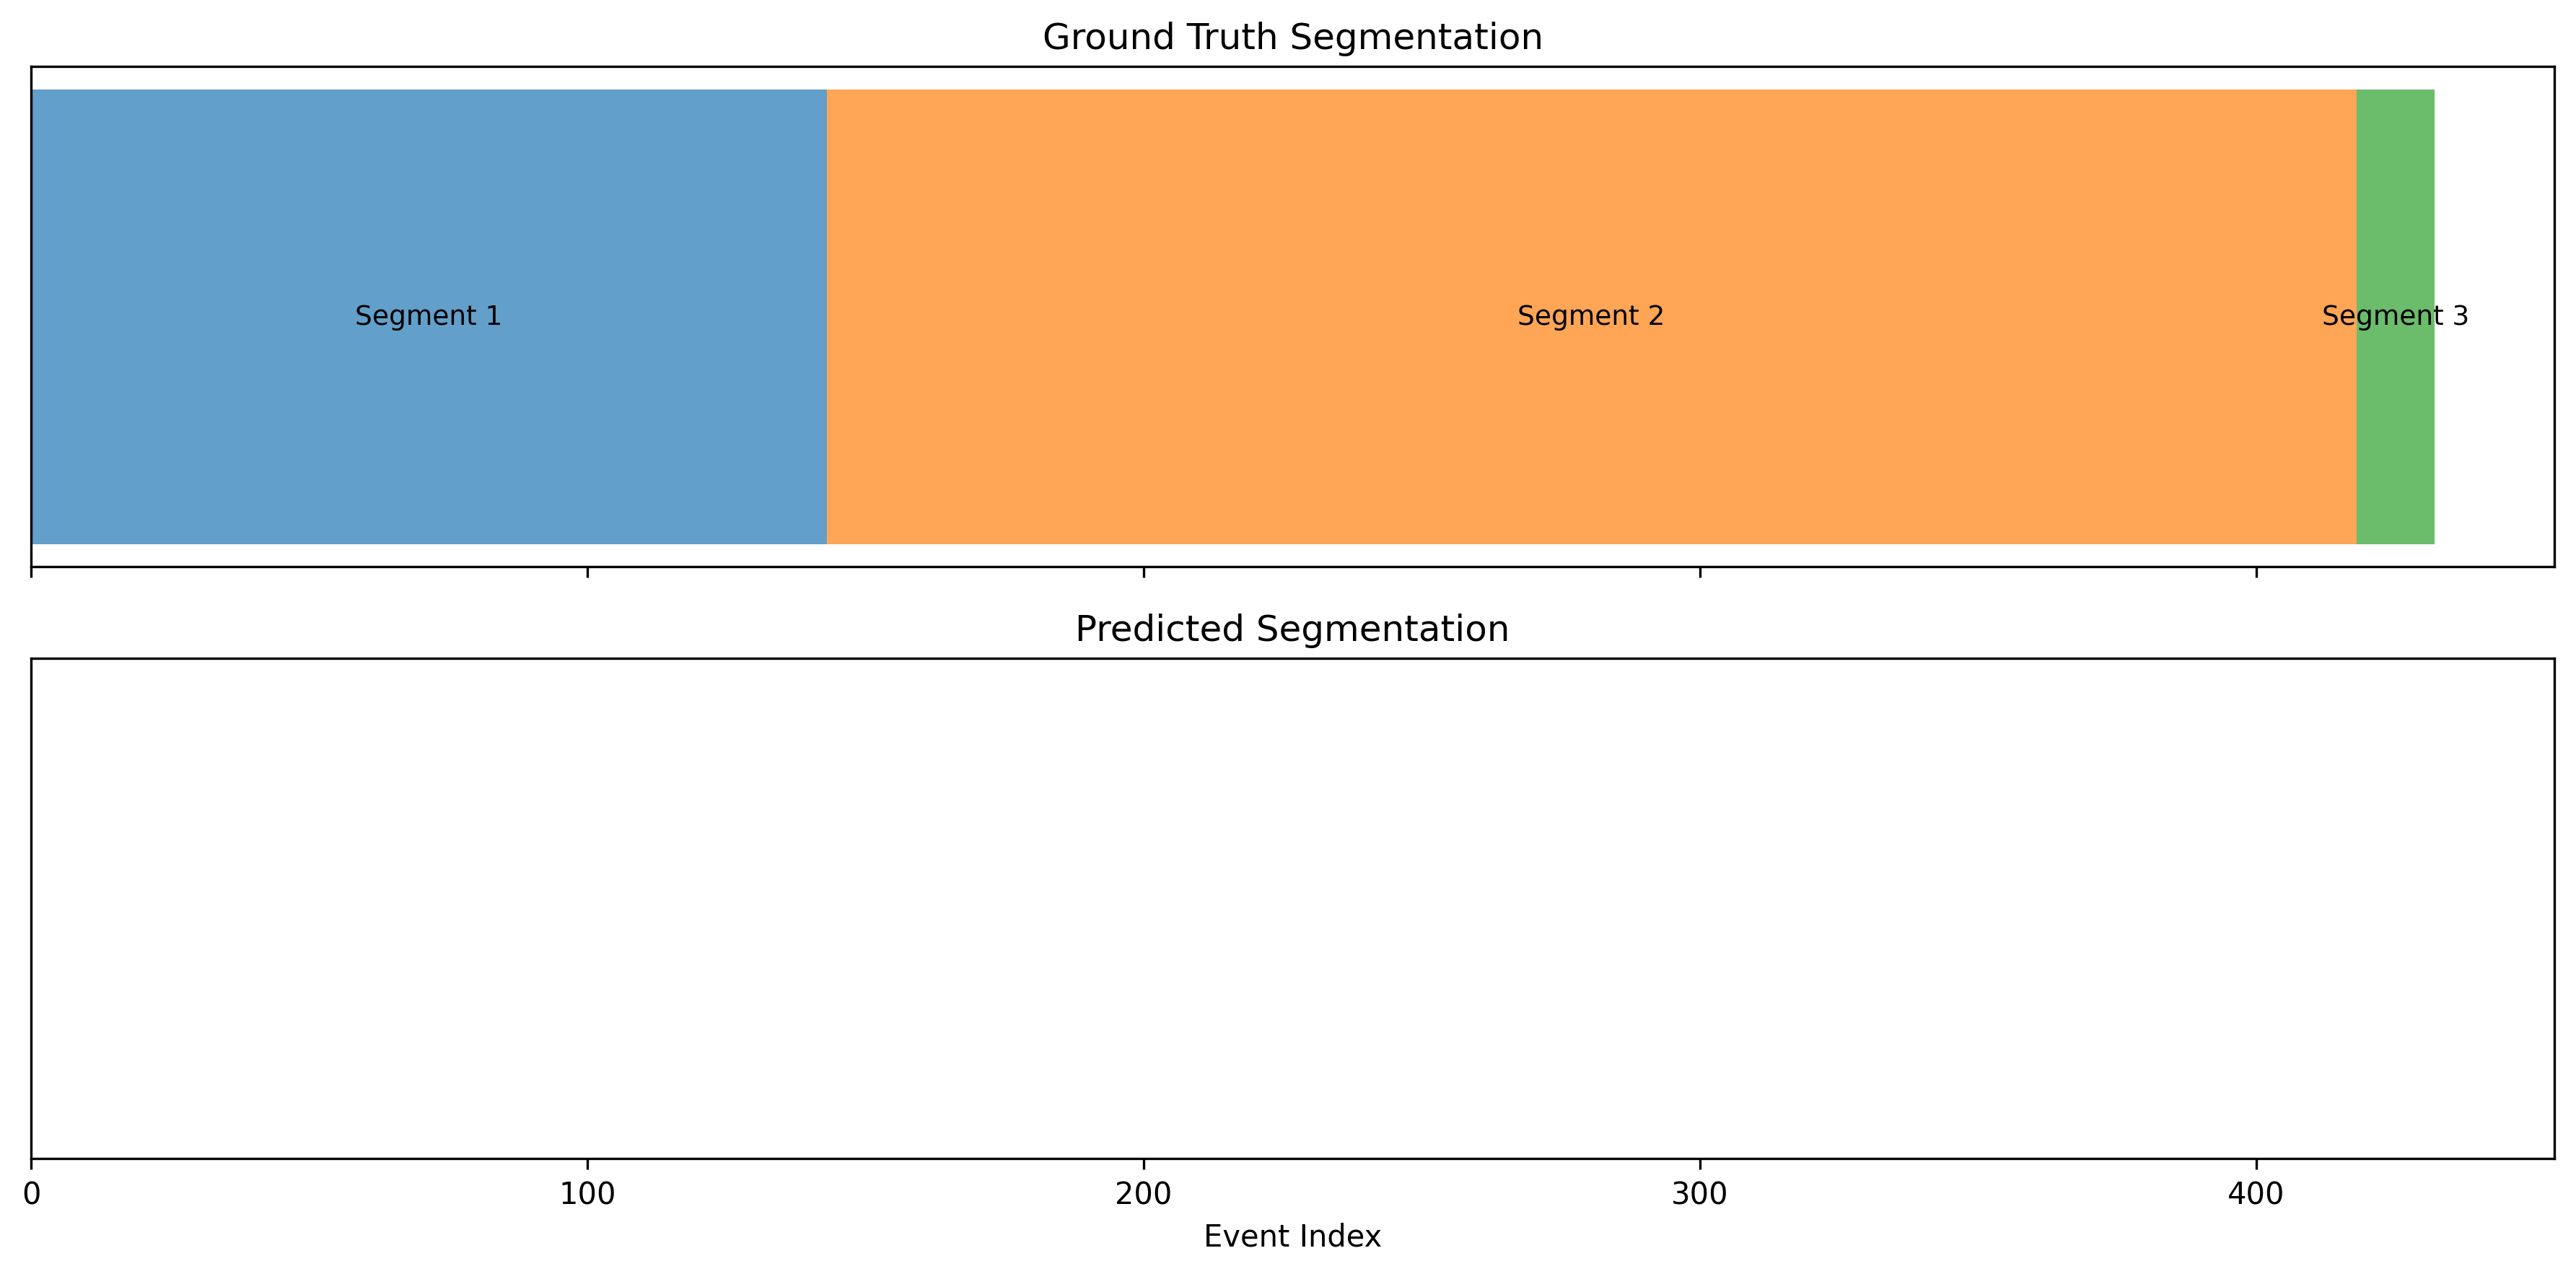 Ground Truth Segmentation
Segment 1
Segment 2
Segment 3
Predicted Segmentation
0 100 200 300 400
Event Index